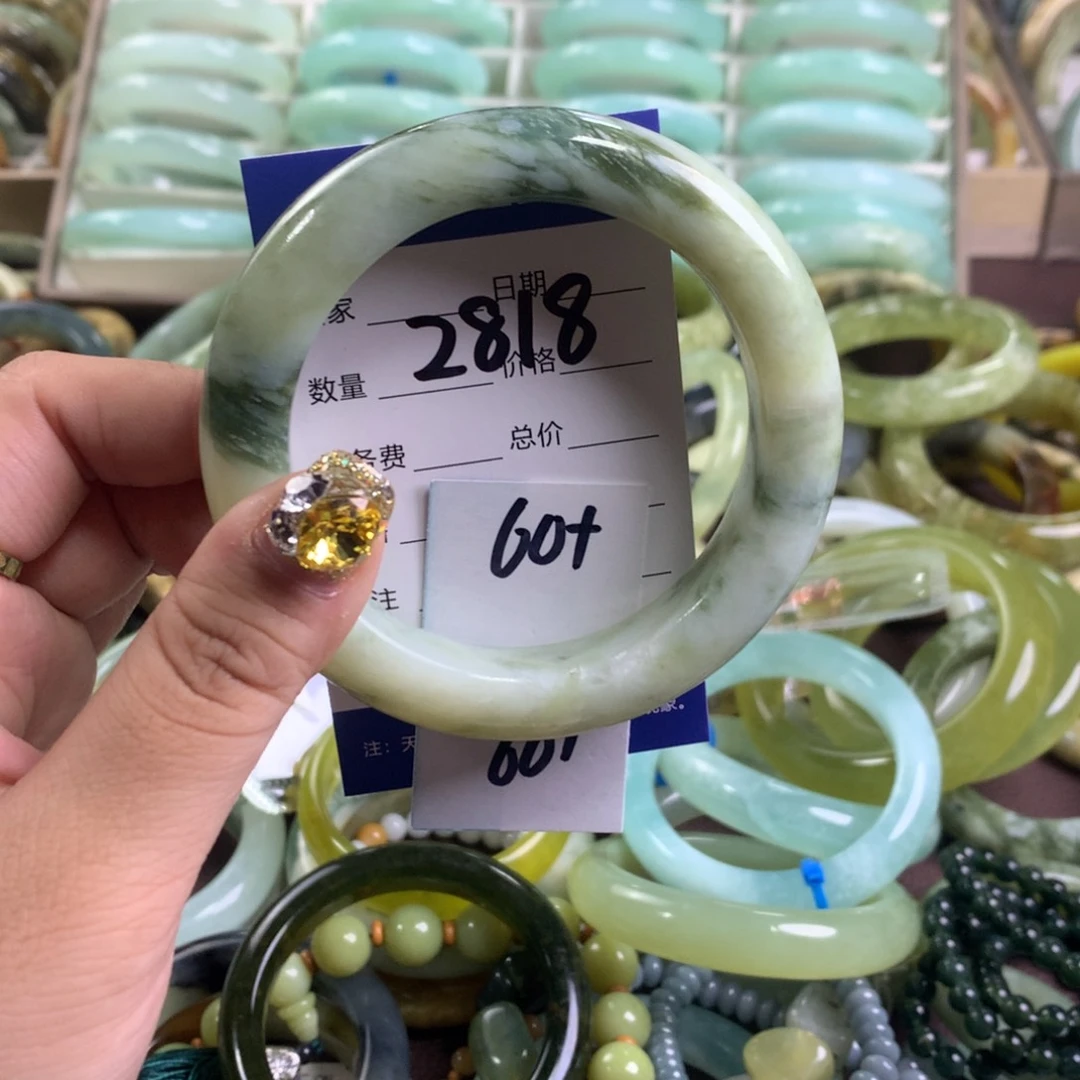 家 日期
2818
数量 价格
费 总价
60+
注
60+
注：天